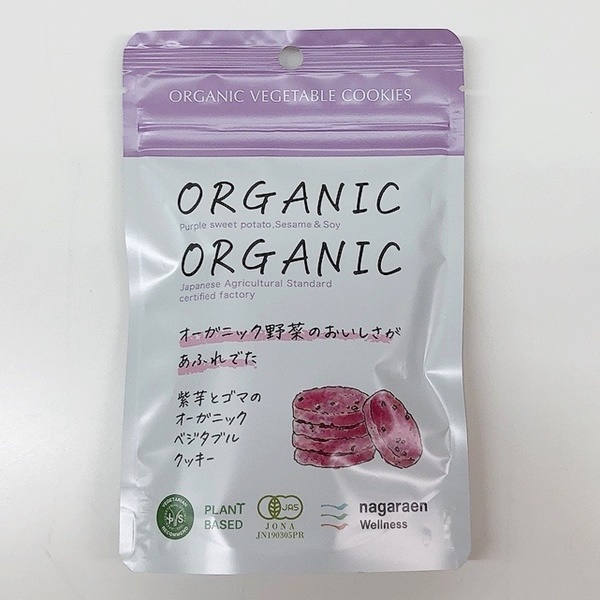 ORGANIC VEGETABLE COOKIES
ORGANIC
Purple sweet potato,Sesame & Soy
ORGANIC
Japanese Agricultural Standard
certified factory
オーガニック野菜のおいしさが
あふれでた
紫芋とゴマの
オーガニック
ベジタブル
クッキー
VEGETARIAN
RECOMMEND
PLANT
BASED
JAS
JONA
JN190305PR
nagaraen
Wellness